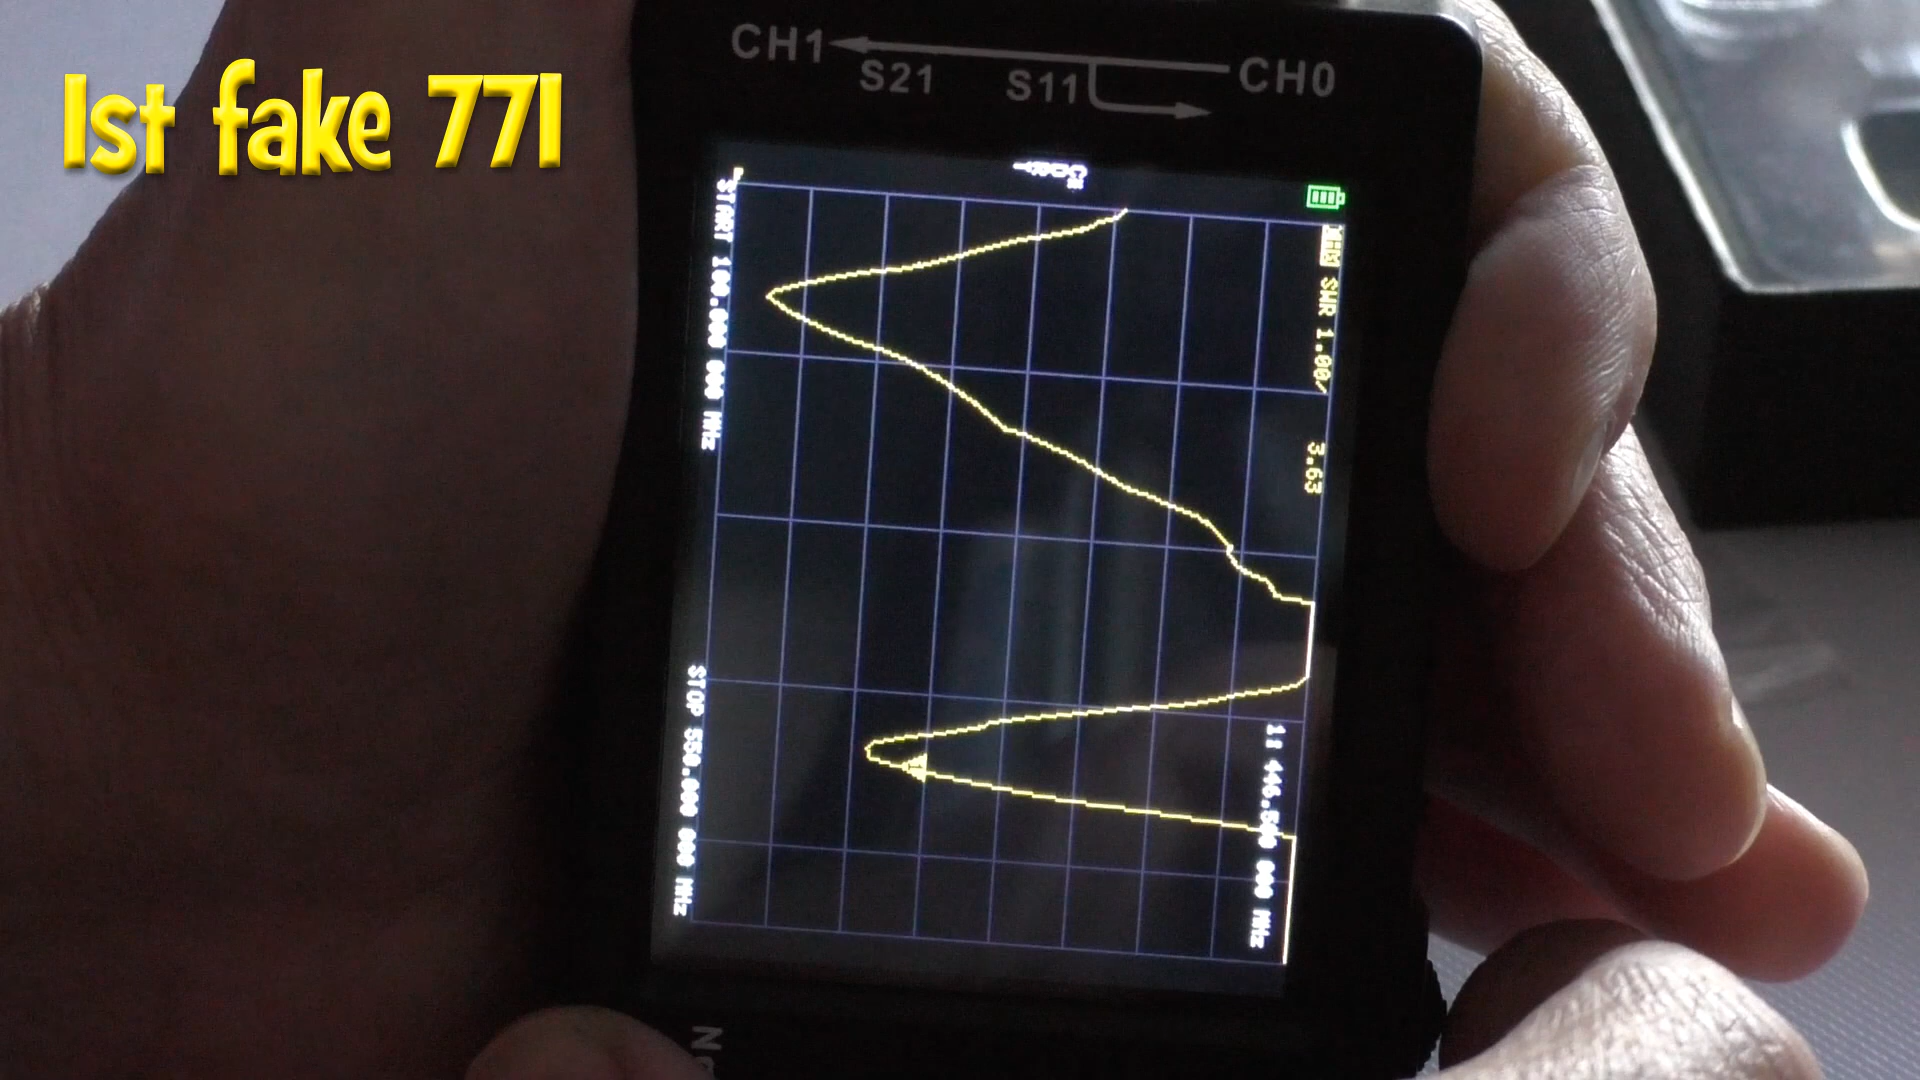 1st fake 771
CH1
CH0
S21
S11
SWR 1.00/ 3.63
1: 446.500 000 MHz
START 100.000 000 MHz
STOP 550.000 000 MHz